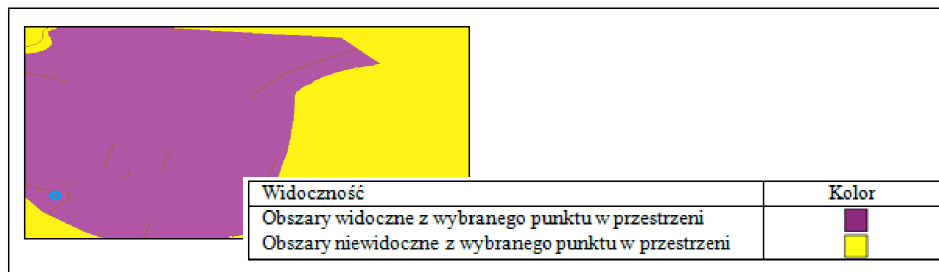 Widoczność Kolor
Obszary widoczne z wybranego punktu w przestrzeni
Obszary niewidoczne z wybranego punktu w przestrzeni